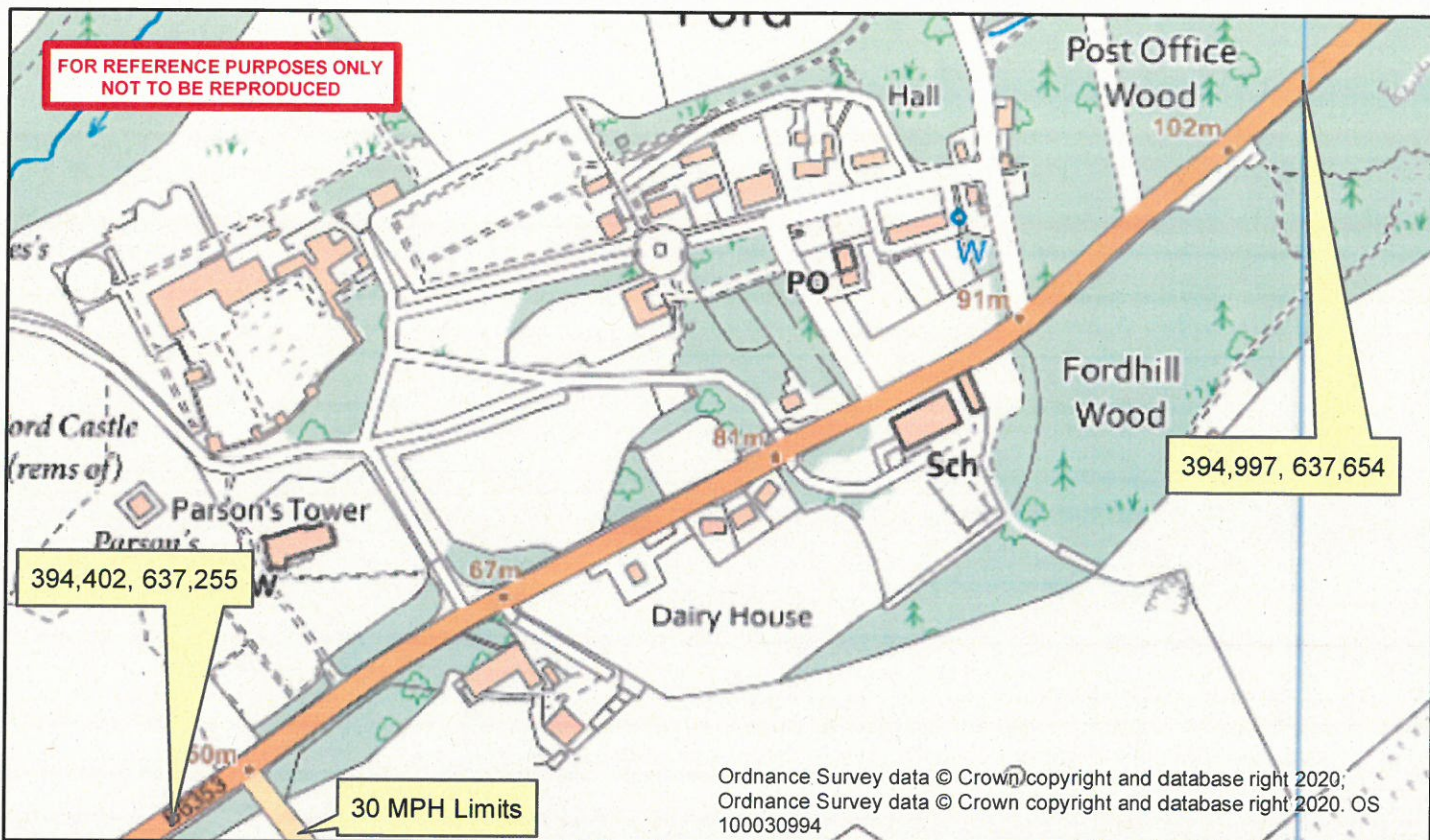 Ford
FOR REFERENCE PURPOSES ONLY
NOT TO BE REPRODUCED
Post Office
Wood
Hall
102m
es's
W
PO
91m
Fordhill
Wood
ord Castle
(rems of)
81m
Sch
394,997, 637,654
Parson's Tower
Parson's
67m
394,402, 637,255
W
Dairy House
50m
6353
30 MPH Limits
Ordnance Survey data © Crown copyright and database right 2020,
Ordnance Survey data © Crown copyright and database right 2020. OS
100030994